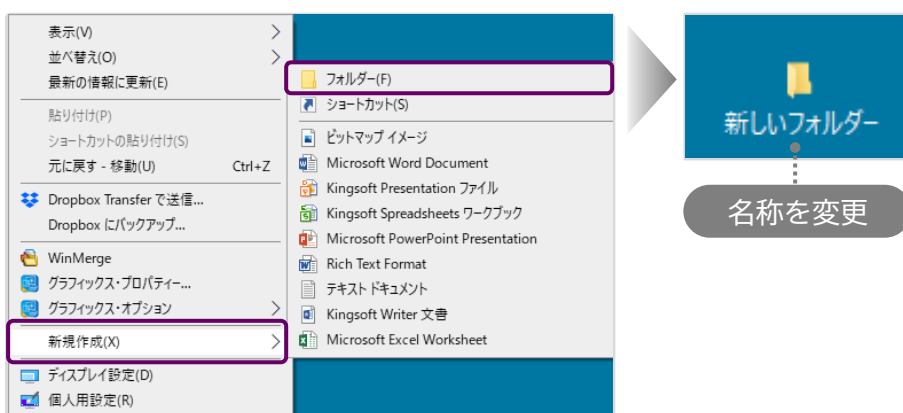 表示(V)
並べ替え(O)
最新の情報に更新(E)
貼り付け(P)
ショートカットの貼り付け(S)
元に戻す - 移動(U) Ctrl+Z
Dropbox Transfer で送信...
Dropbox にバックアップ...
WinMerge
グラフィックス・プロパティー...
グラフィックス・オプション
新規作成(X)
ディスプレイ設定(D)
個人用設定(R)
フォルダー(F)
ショートカット(S)
ビットマップ イメージ
Microsoft Word Document
Kingsoft Presentation ファイル
Kingsoft Spreadsheets ワークブック
Microsoft PowerPoint Presentation
Rich Text Format
テキスト ドキュメント
Kingsoft Writer 文書
Microsoft Excel Worksheet
新しいフォルダー
名称を変更